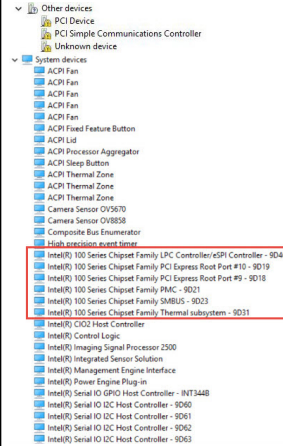 Other devices
PCI Device
PCI Simple Communications Controller
Unknown device
System devices
ACPI Fan
ACPI Fan
ACPI Fan
ACPI Fan
ACPI Fan
ACPI Fixed Feature Button
ACPI Lid
ACPI Processor Aggregator
ACPI Sleep Button
ACPI Thermal Zone
ACPI Thermal Zone
ACPI Thermal Zone
Camera Sensor OV5670
Camera Sensor OV8858
Composite Bus Enumerator
High precision event timer
Intel(R) 100 Series Chipset Family LPC Controller/eSPI Controller - 9D4
Intel(R) 100 Series Chipset Family PCI Express Root Port #10 - 9D19
Intel(R) 100 Series Chipset Family PCI Express Root Port #9 - 9D18
Intel(R) 100 Series Chipset Family PMC - 9D21
Intel(R) 100 Series Chipset Family SMBUS - 9D23
Intel(R) 100 Series Chipset Family Thermal subsystem - 9D31
Intel(R) CIO2 Host Controller
Intel(R) Control Logic
Intel(R) Imaging Signal Processor 2500
Intel(R) Integrated Sensor Solution
Intel(R) Management Engine Interface
Intel(R) Power Engine Plug-in
Intel(R) Serial IO GPIO Host Controller - INT344B
Intel(R) Serial IO I2C Host Controller - 9D60
Intel(R) Serial IO I2C Host Controller - 9D61
Intel(R) Serial IO I2C Host Controller - 9D62
Intel(R) Serial IO I2C Host Controller - 9D63